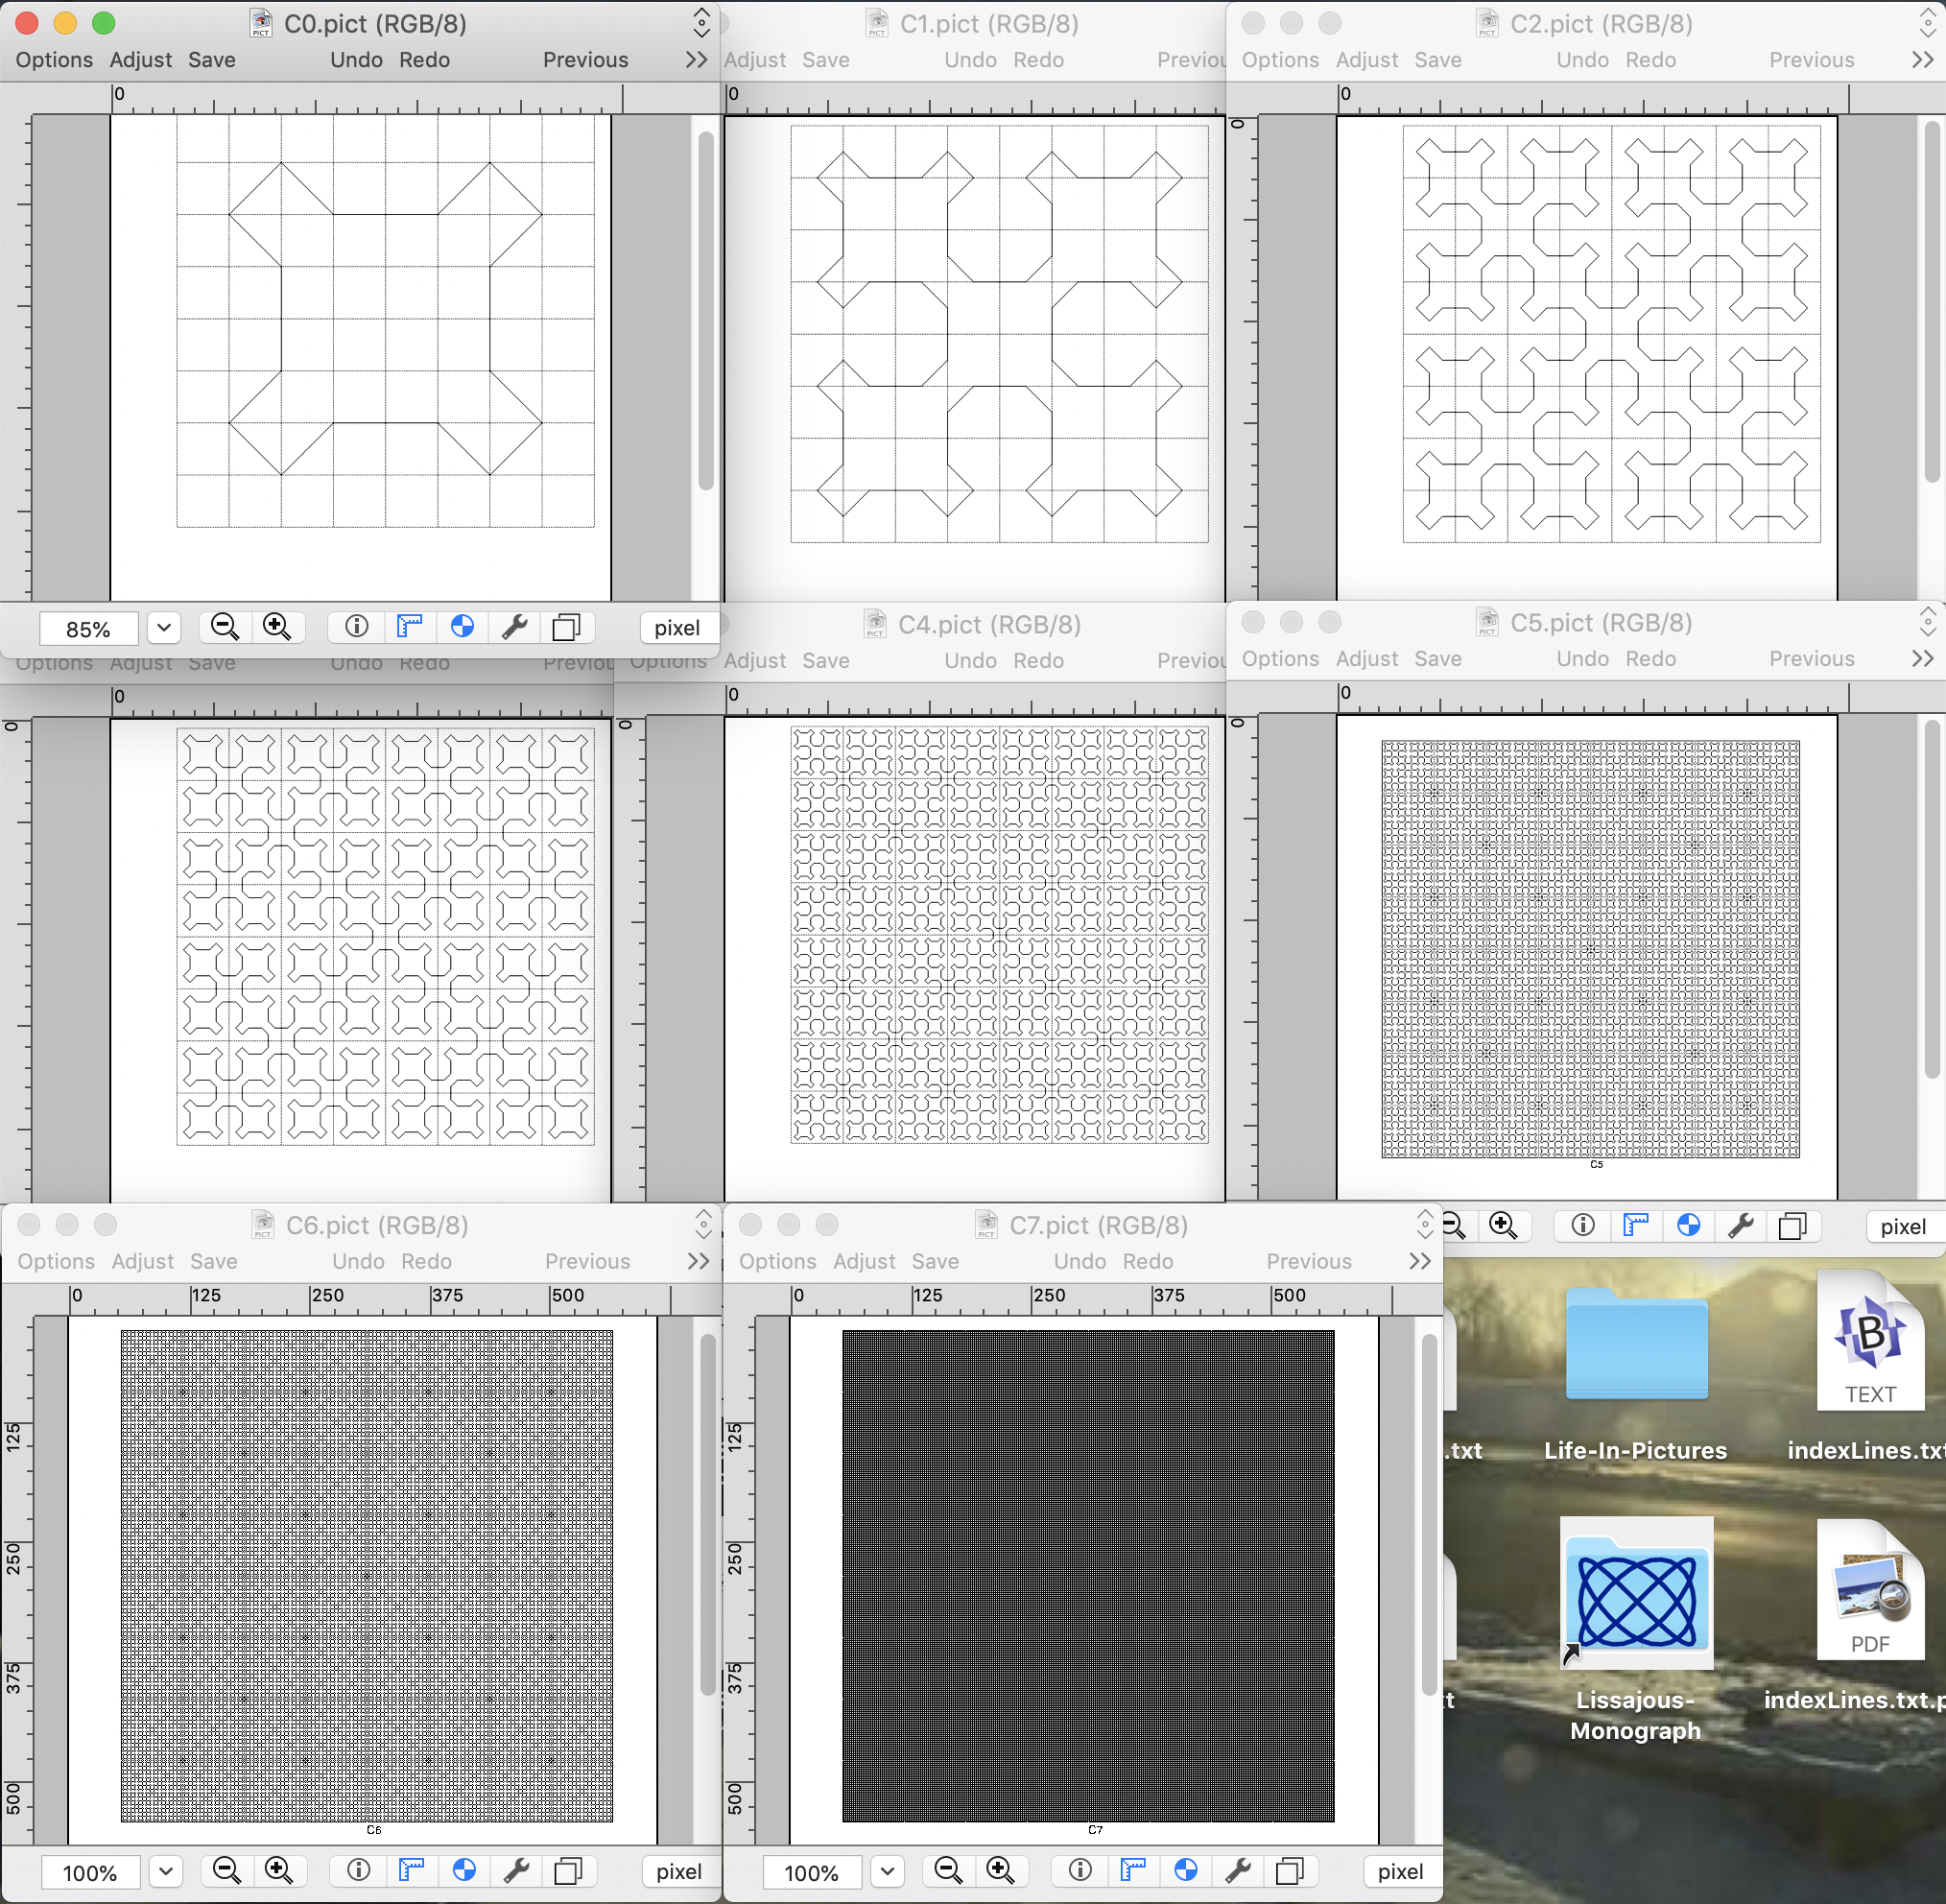 C0.pict (RGB/8)
Options Adjust Save Undo Redo Previous
0
85%
pixel
C1.pict (RGB/8)
Adjust Save Undo Redo
0
C2.pict (RGB/8)
Options Adjust Save Undo Redo Previous
0
0
Options Adjust Save Undo Redo
0
0
C4.pict (RGB/8)
Options Adjust Save Undo Redo
0
0
C5.pict (RGB/8)
Options Adjust Save Undo Redo Previous
0
0
C5
pixel
C6.pict (RGB/8)
Options Adjust Save Undo Redo Previous
0 125 250 375 500
125
250
375
500
C6
100%
pixel
C7.pict (RGB/8)
Options Adjust Save Undo Redo Previous
0 125 250 375 500
125
250
375
500
C7
100%
pixel
.txt
Life-In-Pictures
B
TEXT
indexLines.txt
Lissajous-
Monograph
PDF
indexLines.txt.p